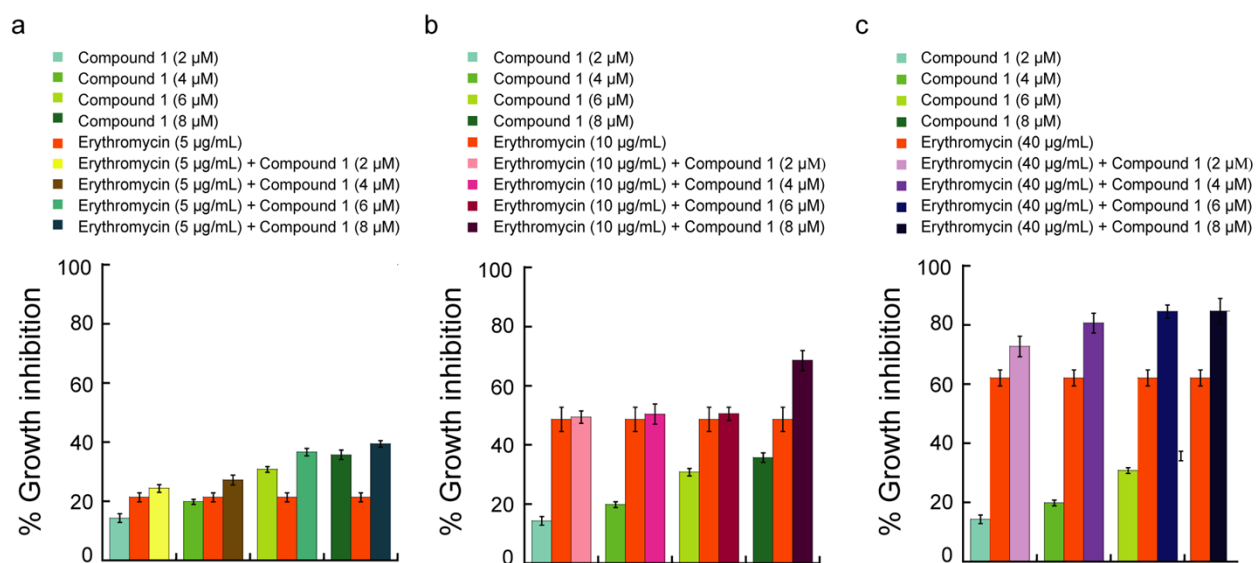 a
Compound 1 (2 µM)
Compound 1 (4 µM)
Compound 1 (6 µM)
Compound 1 (8 µM)
Erythromycin (5 µg/mL)
Erythromycin (5 µg/mL) + Compound 1 (2 µM)
Erythromycin (5 µg/mL) + Compound 1 (4 µM)
Erythromycin (5 µg/mL) + Compound 1 (6 µM)
Erythromycin (5 µg/mL) + Compound 1 (8 µM)
% Growth inhibition
100
80
60
40
20
0
b
Compound 1 (2 µM)
Compound 1 (4 µM)
Compound 1 (6 µM)
Compound 1 (8 µM)
Erythromycin (10 µg/mL)
Erythromycin (10 µg/mL) + Compound 1 (2 µM)
Erythromycin (10 µg/mL) + Compound 1 (4 µM)
Erythromycin (10 µg/mL) + Compound 1 (6 µM)
Erythromycin (10 µg/mL) + Compound 1 (8 µM)
% Growth inhibition
100
80
60
40
20
0
c
Compound 1 (2 µM)
Compound 1 (4 µM)
Compound 1 (6 µM)
Compound 1 (8 µM)
Erythromycin (40 µg/mL)
Erythromycin (40 µg/mL) + Compound 1 (2 µM)
Erythromycin (40 µg/mL) + Compound 1 (4 µM)
Erythromycin (40 µg/mL) + Compound 1 (6 µM)
Erythromycin (40 µg/mL) + Compound 1 (8 µM)
% Growth inhibition
100
80
60
40
20
0